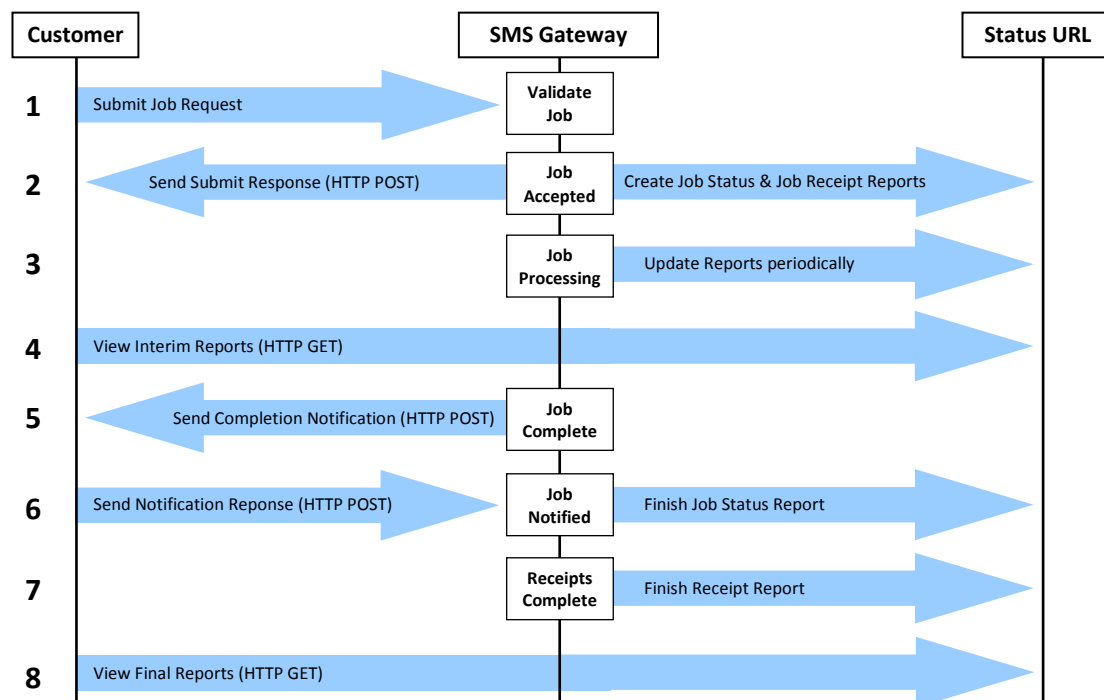 Customer
SMS Gateway
Status URL
1
Submit Job Request
Validate
Job
2
Send Submit Response (HTTP POST)
Job
Accepted
Create Job Status & Job Receipt Reports
3
Job
Processing
Update Reports periodically
4
View Interim Reports (HTTP GET)
5
Send Completion Notification (HTTP POST)
Job
Complete
6
Send Notification Reponse (HTTP POST)
Job
Notified
Finish Job Status Report
7
Receipts
Complete
Finish Receipt Report
8
View Final Reports (HTTP GET)